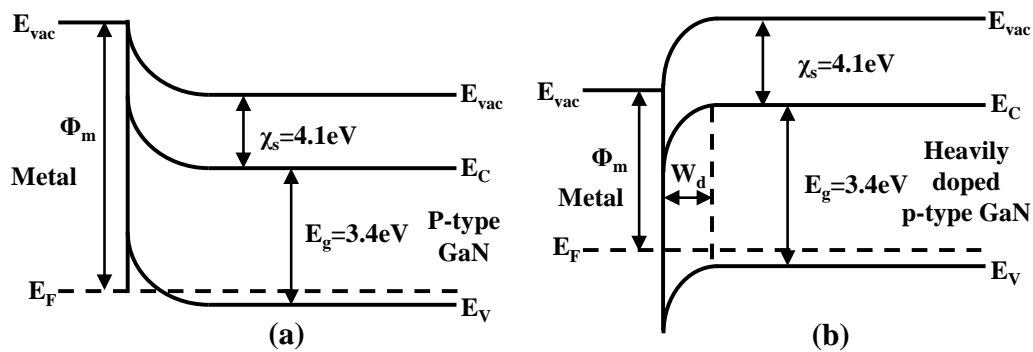 E_vac
Φ_m
Metal
E_F
χ_s=4.1eV
E_g=3.4eV
E_vac
E_C
P-type
GaN
E_V
(a)
E_vac
Φ_m
Metal
E_F
W_d
χ_s=4.1eV
E_g=3.4eV
E_vac
E_C
Heavily
doped
p-type GaN
E_V
(b)